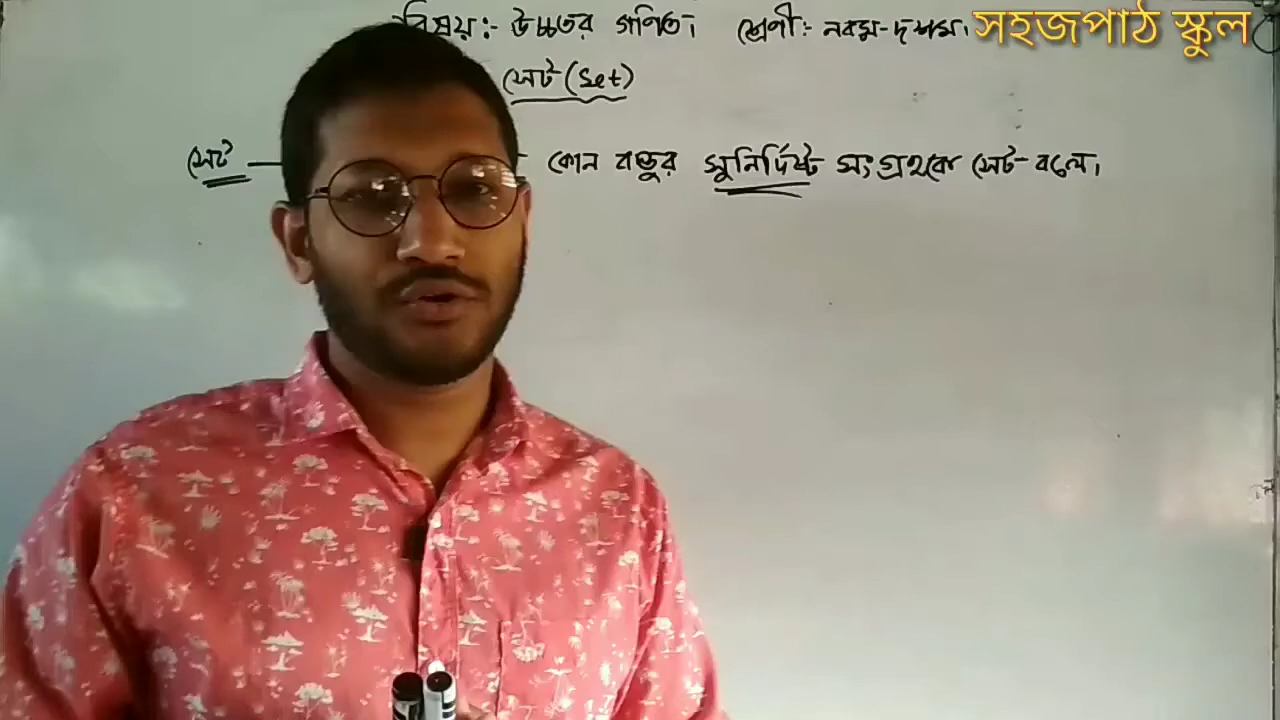 বিষয়:- উচ্চতর গণিত। শ্রেণী:- নবম-দশম। সহজপাঠ স্কুল
সেট (Set)
সেট — কোন বস্তুর সুনির্দিষ্ট সংগ্রহকে সেট বলে।